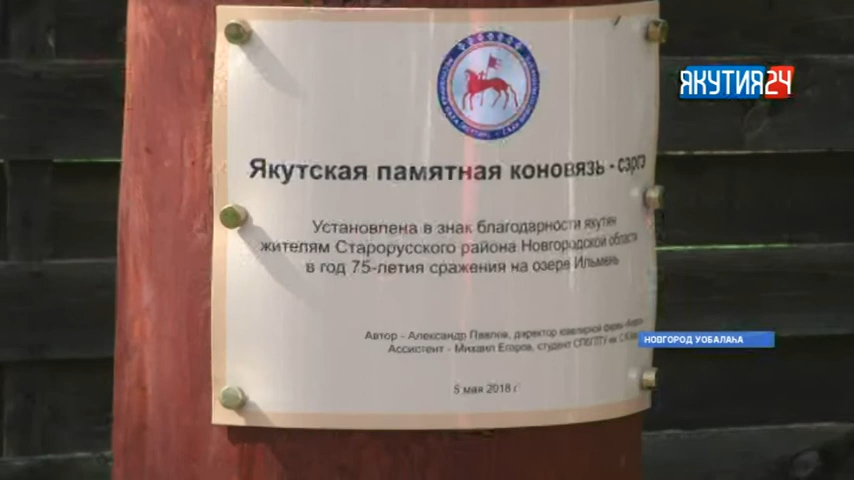 ЯКУТИЯ24
Якутская памятная коновязь - сэргэ
Установлена в знак благодарности якутян
жителям Старорусского района Новгородской области
в год 75-летия сражения на озере Ильмень
Автор - Александр Павлов, директор ювелирной фирмы
Ассистент - Михаил Егоров, студент
НОВГОРОД УОБАЛАҺА
5 мая 2018 г